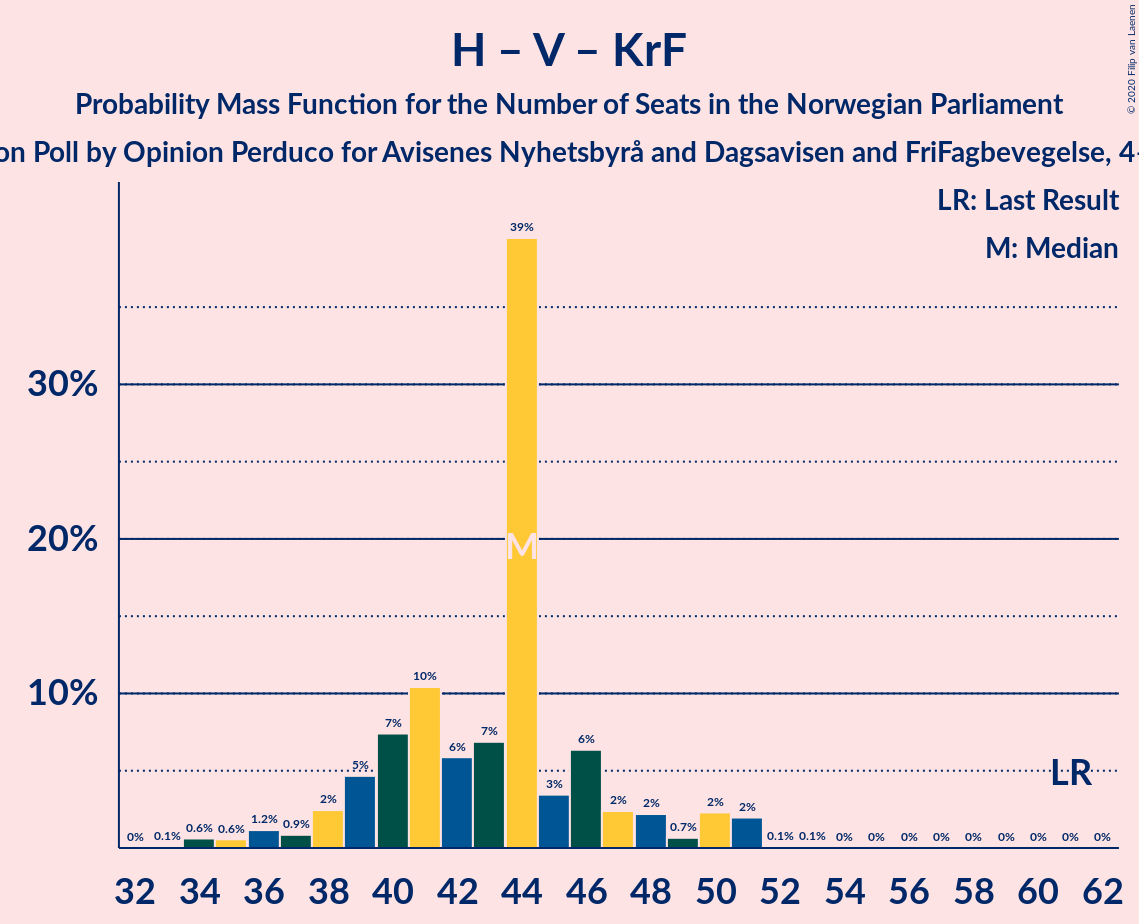 H – V – KrF
Probability Mass Function for the Number of Seats in the Norwegian Parliament
on Poll by Opinion Perduco for Avisenes Nyhetsbyrå and Dagsavisen and FriFagbevegelse, 4
© 2020 Filip van Laenen
LR: Last Result
M: Median
39%
30%
20%
10%
M
LR
0% 0.1% 0.6% 0.6% 1.2% 0.9% 2% 5% 7% 10% 6% 7% 3% 6% 2% 2% 0.7% 2% 2% 0.1% 0.1% 0% 0% 0% 0% 0% 0% 0% 0% 0%
32 34 36 38 40 42 44 46 48 50 52 54 56 58 60 62